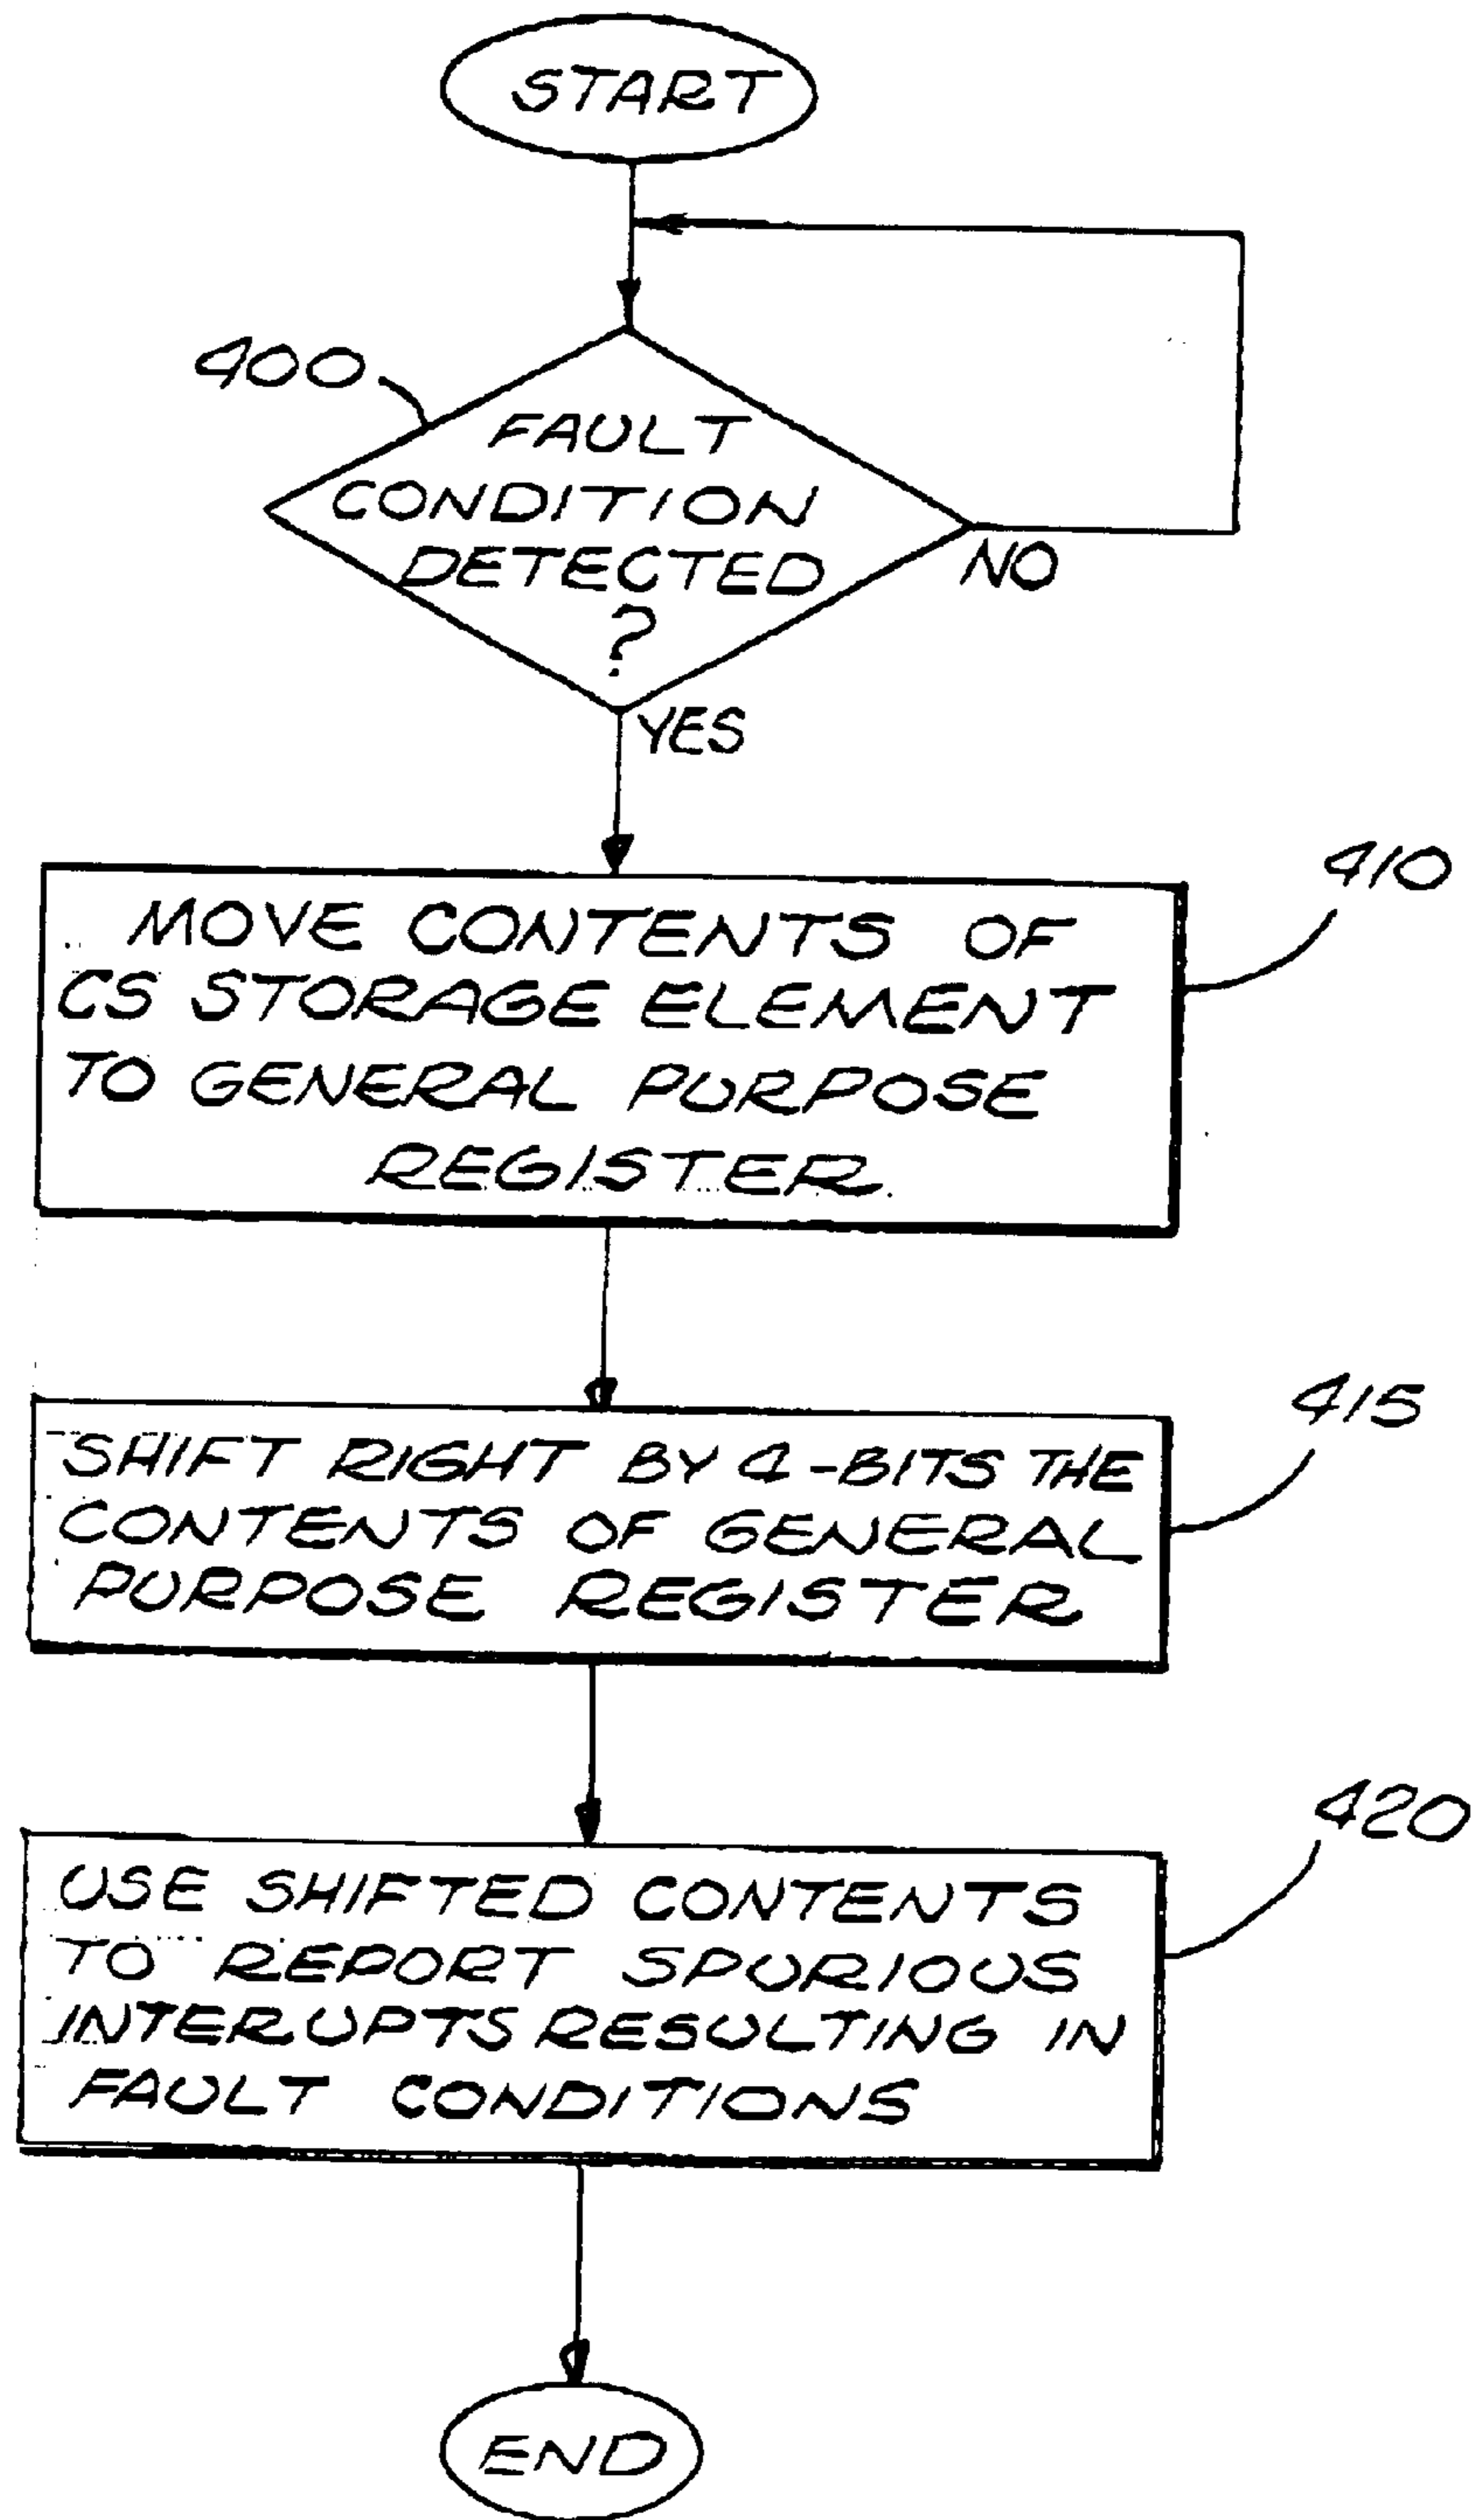 START
400
FAULT
CONDITION
DETECTED
?
NO
YES
410
MOVE CONTENTS OF
CS STORAGE ELEMENT
TO GENERAL PURPOSE
REGISTER.
415
SHIFT RIGHT BY 4-BITS THE
CONTENTS OF GENERAL
PURPOSE REGISTER
420
USE SHIFTED CONTENTS
TO REPORT SPURIOUS
INTERUPTS RESULTING IN
FAULT CONDITIONS
END